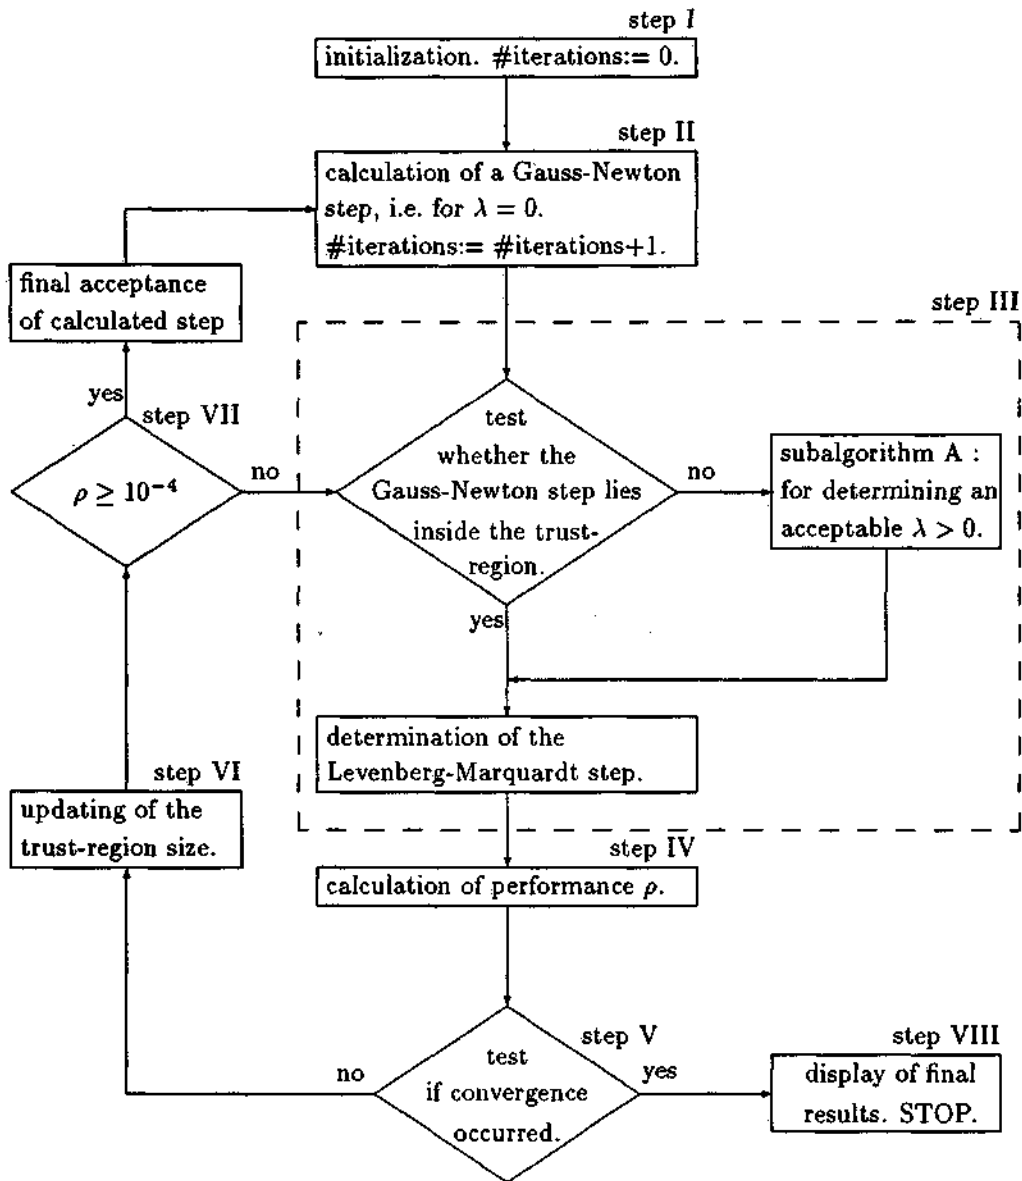 step I
initialization. #iterations:= 0.
step II
calculation of a Gauss-Newton
step, i.e. for λ = 0.
#iterations:= #iterations+1.
final acceptance
of calculated step
step III
yes
step VII
ρ ≥ 10⁻⁴
no
test
whether the
Gauss-Newton step lies
inside the trust-
region.
no
subalgorithm A :
for determining an
acceptable λ > 0.
yes
determination of the
Levenberg-Marquardt step.
step VI
updating of the
trust-region size.
step IV
calculation of performance ρ.
step V
test
if convergence
occurred.
no
yes
step VIII
display of final
results. STOP.